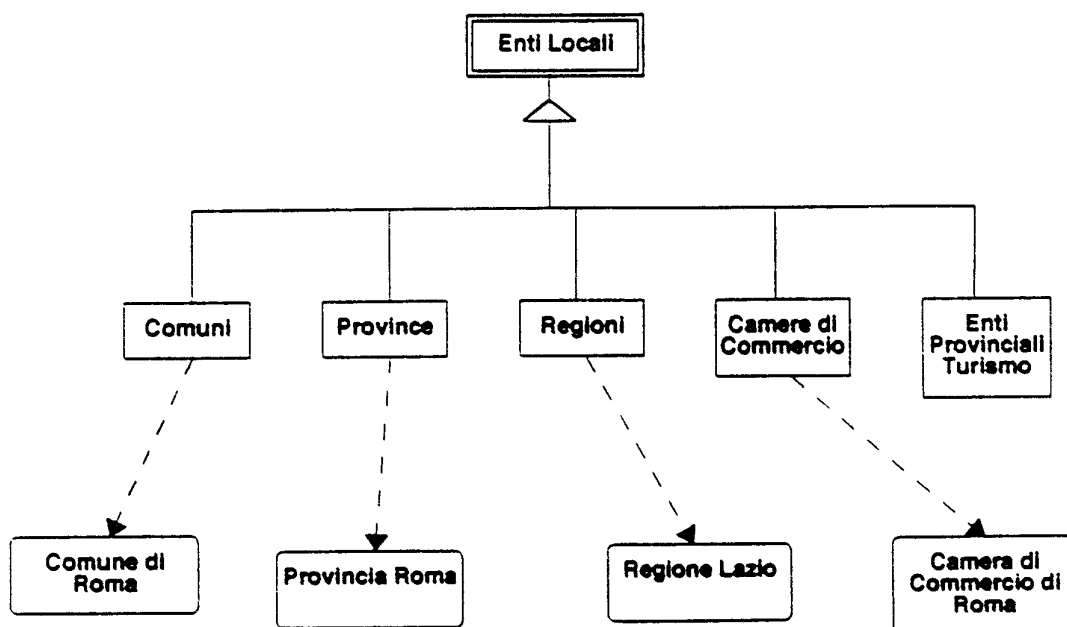 Enti Locali
Comuni
Province
Regioni
Camere di
Commercio
Enti
Provinciali
Turismo
Comune di
Roma
Provincia Roma
Regione Lazio
Camera di
Commercio di
Roma